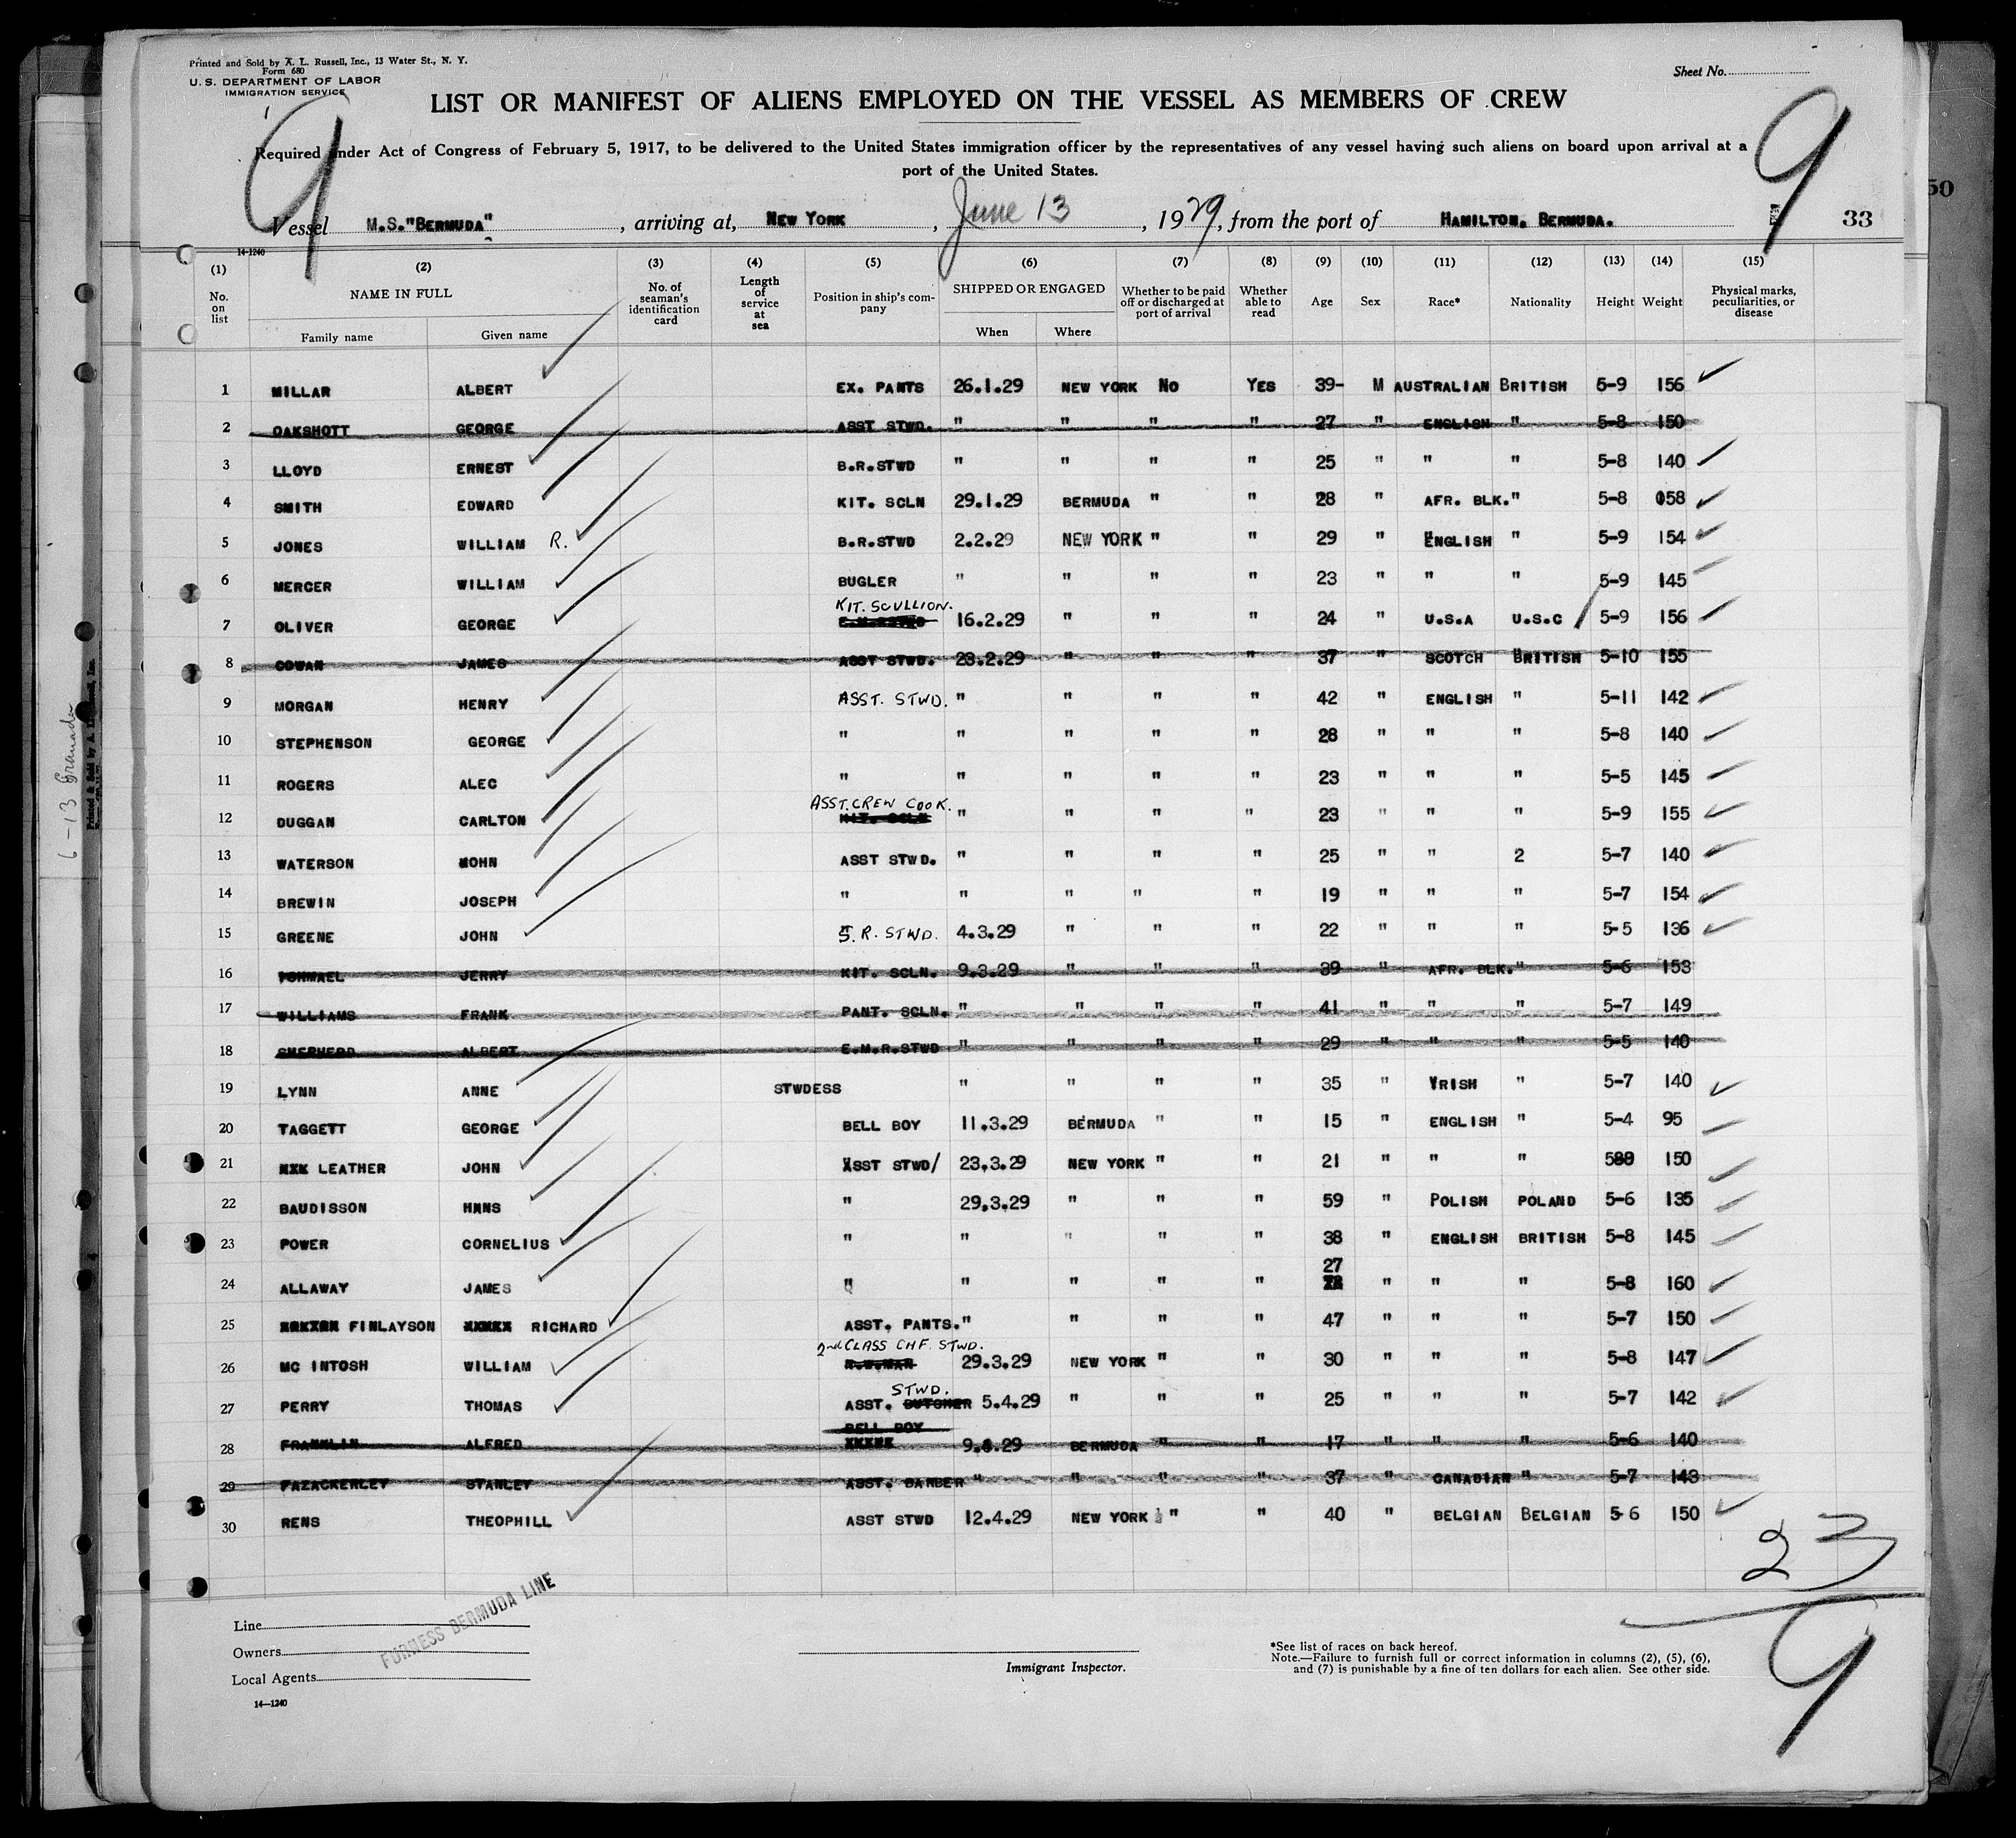 Printed and Sold by A. L. Russell, Inc., 13 Water St., N. Y.
Form 680
U. S. DEPARTMENT OF LABOR
IMMIGRATION SERVICE
Sheet No.
LIST OR MANIFEST OF ALIENS EMPLOYED ON THE VESSEL AS MEMBERS OF CREW
9 9
Required under Act of Congress of February 5, 1917, to be delivered to the United States immigration officer by the representatives of any vessel having such aliens on board upon arrival at a
port of the United States.
Vessel M.S."BERMUDA", arriving at, NEW YORK, June 13, 1929, from the port of HAMILTON, BERMUDA. 33
14-1240
(1) (2) (3) (4) (5) (6) (7) (8) (9) (10) (11) (12) (13) (14) (15)
No. on list NAME IN FULL Family name Given name No. of seaman's identification card Length of service at sea Position in ship's company SHIPPED OR ENGAGED When Where Whether to be paid off or discharged at port of arrival Whether able to read Age Sex Race* Nationality Height Weight Physical marks, peculiarities, or disease
1 MILLAR ALBERT EX. PANTS 26.1.29 NEW YORK NO YES 39- M AUSTRALIAN BRITISH 5-9 156
2 OAKSHOTT GEORGE ASST STWD. " " " " 27 " ENGLISH " 5-8 150
3 LLOYD ERNEST B.R.STWD " " " " 25 " " " 5-8 140
4 SMITH EDWARD KIT. SCLN 29.1.29 BERMUDA " " 28 " AFR. BLK. " 5-8 058
5 JONES WILLIAM R. B.R.STWD 2.2.29 NEW YORK " " 29 " ENGLISH " 5-9 154
6 MERCER WILLIAM BUGLER " " " " 23 " " " 5-9 145
KIT. SCULLION.
7 OLIVER GEORGE 16.2.29 " " " 24 " U.S.A U.S.C 5-9 156
8 COWAN JAMES ASST STWD. 23.2.29 " " " 37 " SCOTCH BRITISH 5-10 155
9 MORGAN HENRY ASST. STWD. " " " " 42 " ENGLISH " 5-11 142
10 STEPHENSON GEORGE " " " " " 28 " " " 5-8 140
11 ROGERS ALEC " " " " " 23 " " " 5-5 145
ASST. CREW COOK.
12 DUGGAN CARLTON KIT. SCLN " " " " 23 " " " 5-9 155
13 WATERSON MOHN ASST STWD. " " " " 25 " " 2 5-7 140
14 BREWIN JOSEPH " " " " " 19 " " " 5-7 154
15 GREENE JOHN S. R. STWD. 4.3.29 " " " 22 " " " 5-5 136
16 ISHMAEL JERRY KIT. SCLN. 9.3.29 " " " 39 " AFR. BLK. " 5-6 153
17 WILLIAMS FRANK PANT. SCLN. " " " " 41 " " " 5-7 149
18 SHEPHERD ALBERT E.M.R.STWD " " " " 29 " " " 5-5 140
19 LYNN ANNE STWDESS " " " " 35 " IRISH " 5-7 140
20 TAGGETT GEORGE BELL BOY 11.3.29 BERMUDA " " 15 " ENGLISH " 5-4 95
21 XXX LEATHER JOHN ASST STWD/ 23.3.29 NEW YORK " " 21 " " " 588 150
22 BAUDISSON HNNS " 29.3.29 " " " 59 " POLISH POLAND 5-6 135
23 POWER CORNELIUS " " " " " 38 " ENGLISH BRITISH 5-8 145
27
24 ALLAWAY JAMES " " " " " " " " 5-8 160
25 FINLAYSON RICHARD ASST. PANTS. " " " " 47 " " " 5-7 150
2nd CLASS CHF. STWD.
26 MC INTOSH WILLIAM 29.3.29 NEW YORK " " 30 " " " 5-8 147
STWD.
27 PERRY THOMAS ASST. BUTCHER 5.4.29 " " " 25 " " " 5-7 142
BELL BOY
28 FRANKLIN ALFRED XXXXX 9.4.29 BERMUDA " " 17 " " " 5-6 140
29 FAZACKERLEY STANLEY ASST. BARBER " " " " 37 " CANADIAN " 5-7 143
30 RENS THEOPHILL ASST STWD 12.4.29 NEW YORK " " 40 " BELGIAN BELGIAN 5-6 150
23
9
Line
Owners
Local Agents
FURNESS BERMUDA LINE
Immigrant Inspector.
*See list of races on back hereof.
Note.—Failure to furnish full or correct information in columns (2), (5), (6),
and (7) is punishable by a fine of ten dollars for each alien. See other side.
14—1240
6-13 Granada
50